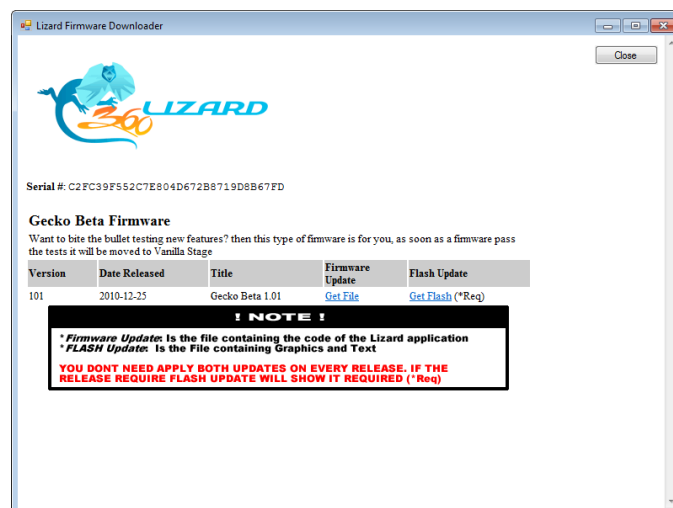 Lizard Firmware Downloader
Close
360 LIZARD
Serial #: C2FC39F552C7E804D672B8719D8B67FD
Gecko Beta Firmware
Want to bite the bullet testing new features? then this type of firmware is for you, as soon as a firmware pass
the tests it will be moved to Vanilla Stage
Version Date Released Title Firmware Update Flash Update
101 2010-12-25 Gecko Beta 1.01 Get File Get Flash (*Req)
! NOTE !
*Firmware Update: Is the file containing the code of the Lizard application
*FLASH Update: Is the File containing Graphics and Text
YOU DONT NEED APPLY BOTH UPDATES ON EVERY RELEASE. IF THE
RELEASE REQUIRE FLASH UPDATE WILL SHOW IT REQUIRED (*Req)